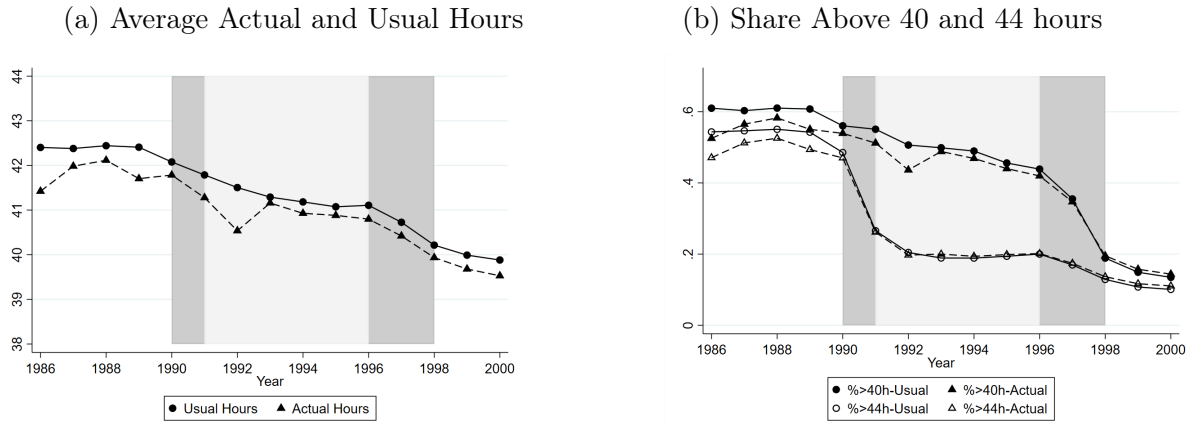 (a) Average Actual and Usual Hours
44
43
42
41
40
39
38
1986 1988 1990 1992 1994 1996 1998 2000
Year
Usual Hours Actual Hours
(b) Share Above 40 and 44 hours
.6
.4
.2
0
1986 1988 1990 1992 1994 1996 1998 2000
Year
%>40h-Usual %>40h-Actual
%>44h-Usual %>44h-Actual